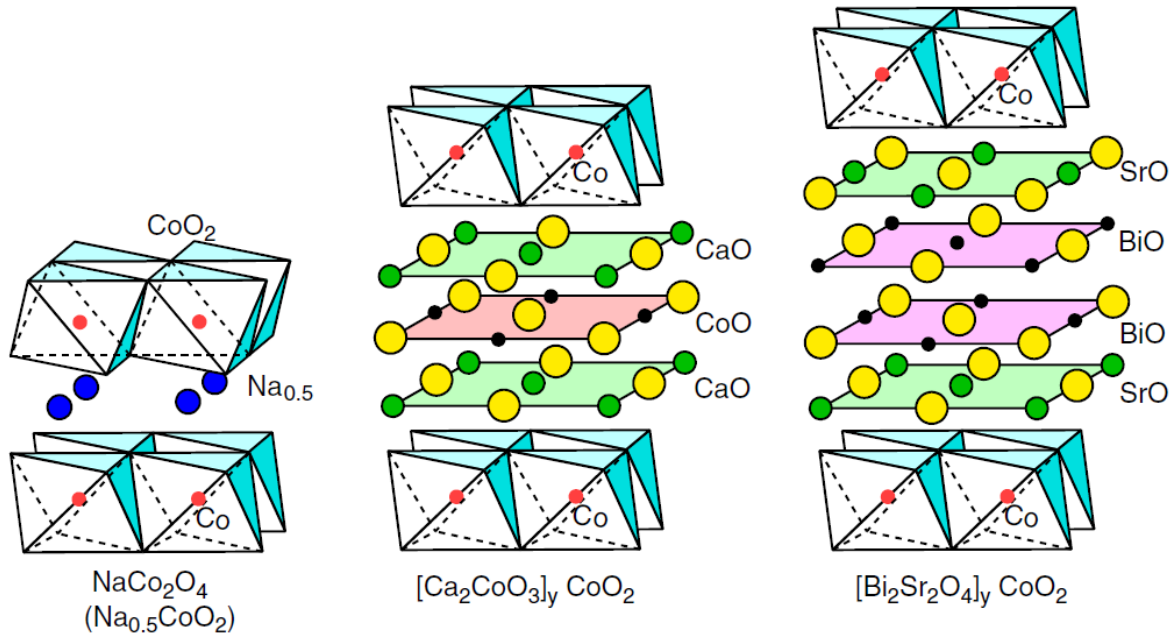 CoO₂
Na₀.₅
Co
NaCo₂O₄
(Na₀.₅CoO₂)
Co
CaO
CoO
CaO
Co
[Ca₂CoO₃]y CoO₂
Co
SrO
BiO
BiO
SrO
Co
[Bi₂Sr₂O₄]y CoO₂